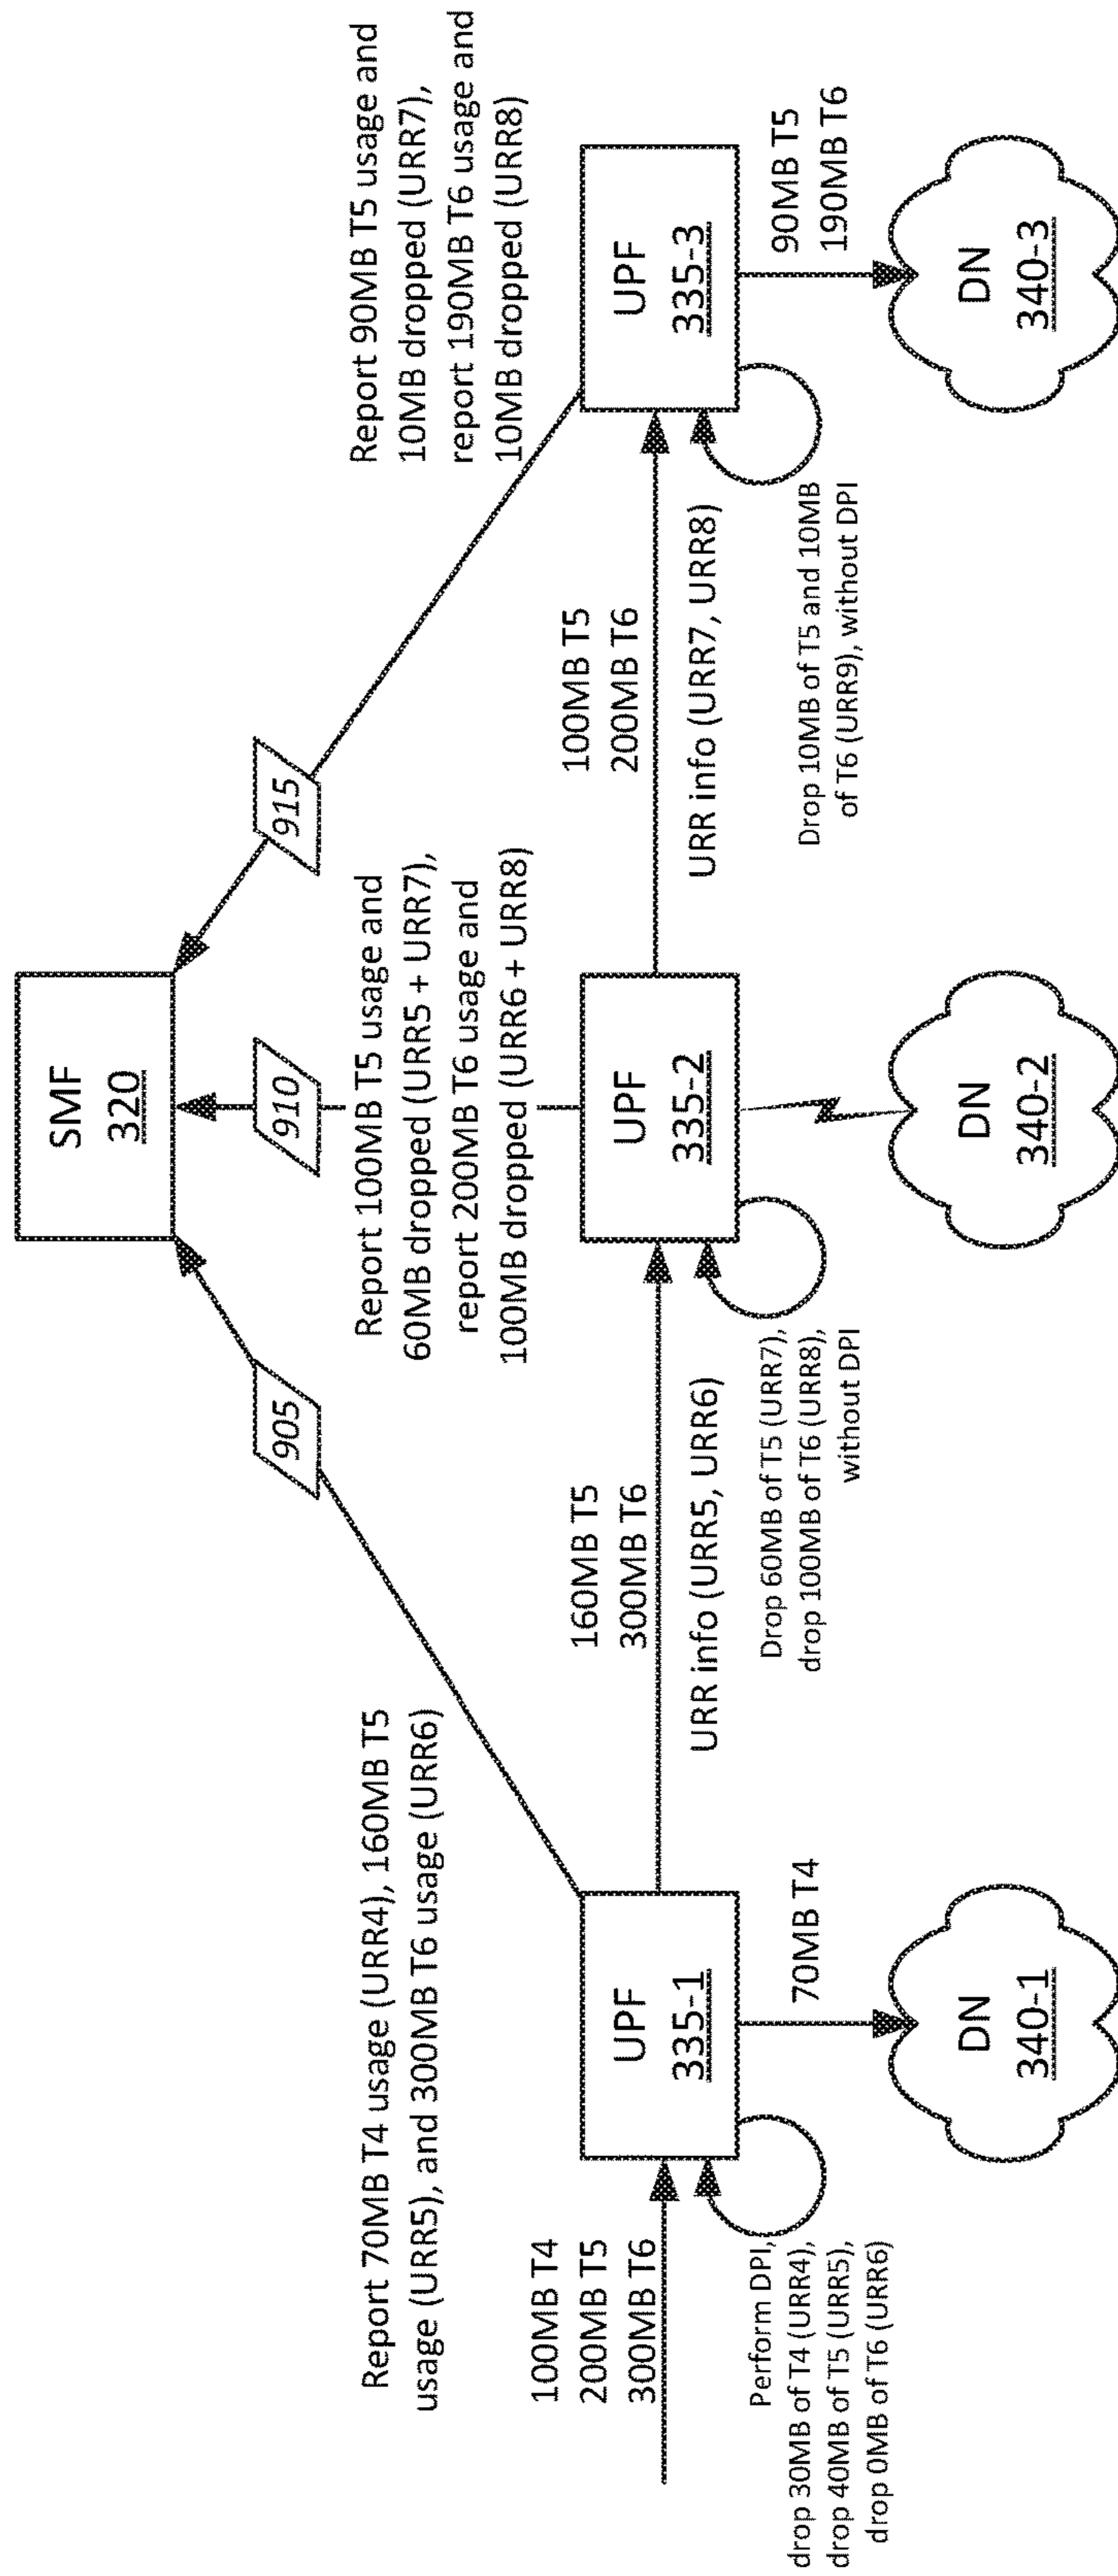 SMF
320
905
910
915
Report 70MB T4 usage (URR4), 160MB T5
usage (URR5), and 300MB T6 usage (URR6)
Report 100MB T5 usage and
60MB dropped (URR5 + URR7),
report 200MB T6 usage and
100MB dropped (URR6 + URR8)
Report 90MB T5 usage and
10MB dropped (URR7),
report 190MB T6 usage and
10MB dropped (URR8)
100MB T4
200MB T5
300MB T6
UPF
335-1
160MB T5
300MB T6
URR info (URR5, URR6)
UPF
335-2
100MB T5
200MB T6
URR info (URR7, URR8)
UPF
335-3
Perform DPI,
drop 30MB of T4 (URR4),
drop 40MB of T5 (URR5),
drop 0MB of T6 (URR6)
70MB T4
Drop 60MB of T5 (URR7),
drop 100MB of T6 (URR8),
without DPI
Drop 10MB of T5 and 10MB
of T6 (URR9), without DPI
90MB T5
190MB T6
DN
340-1
DN
340-2
DN
340-3